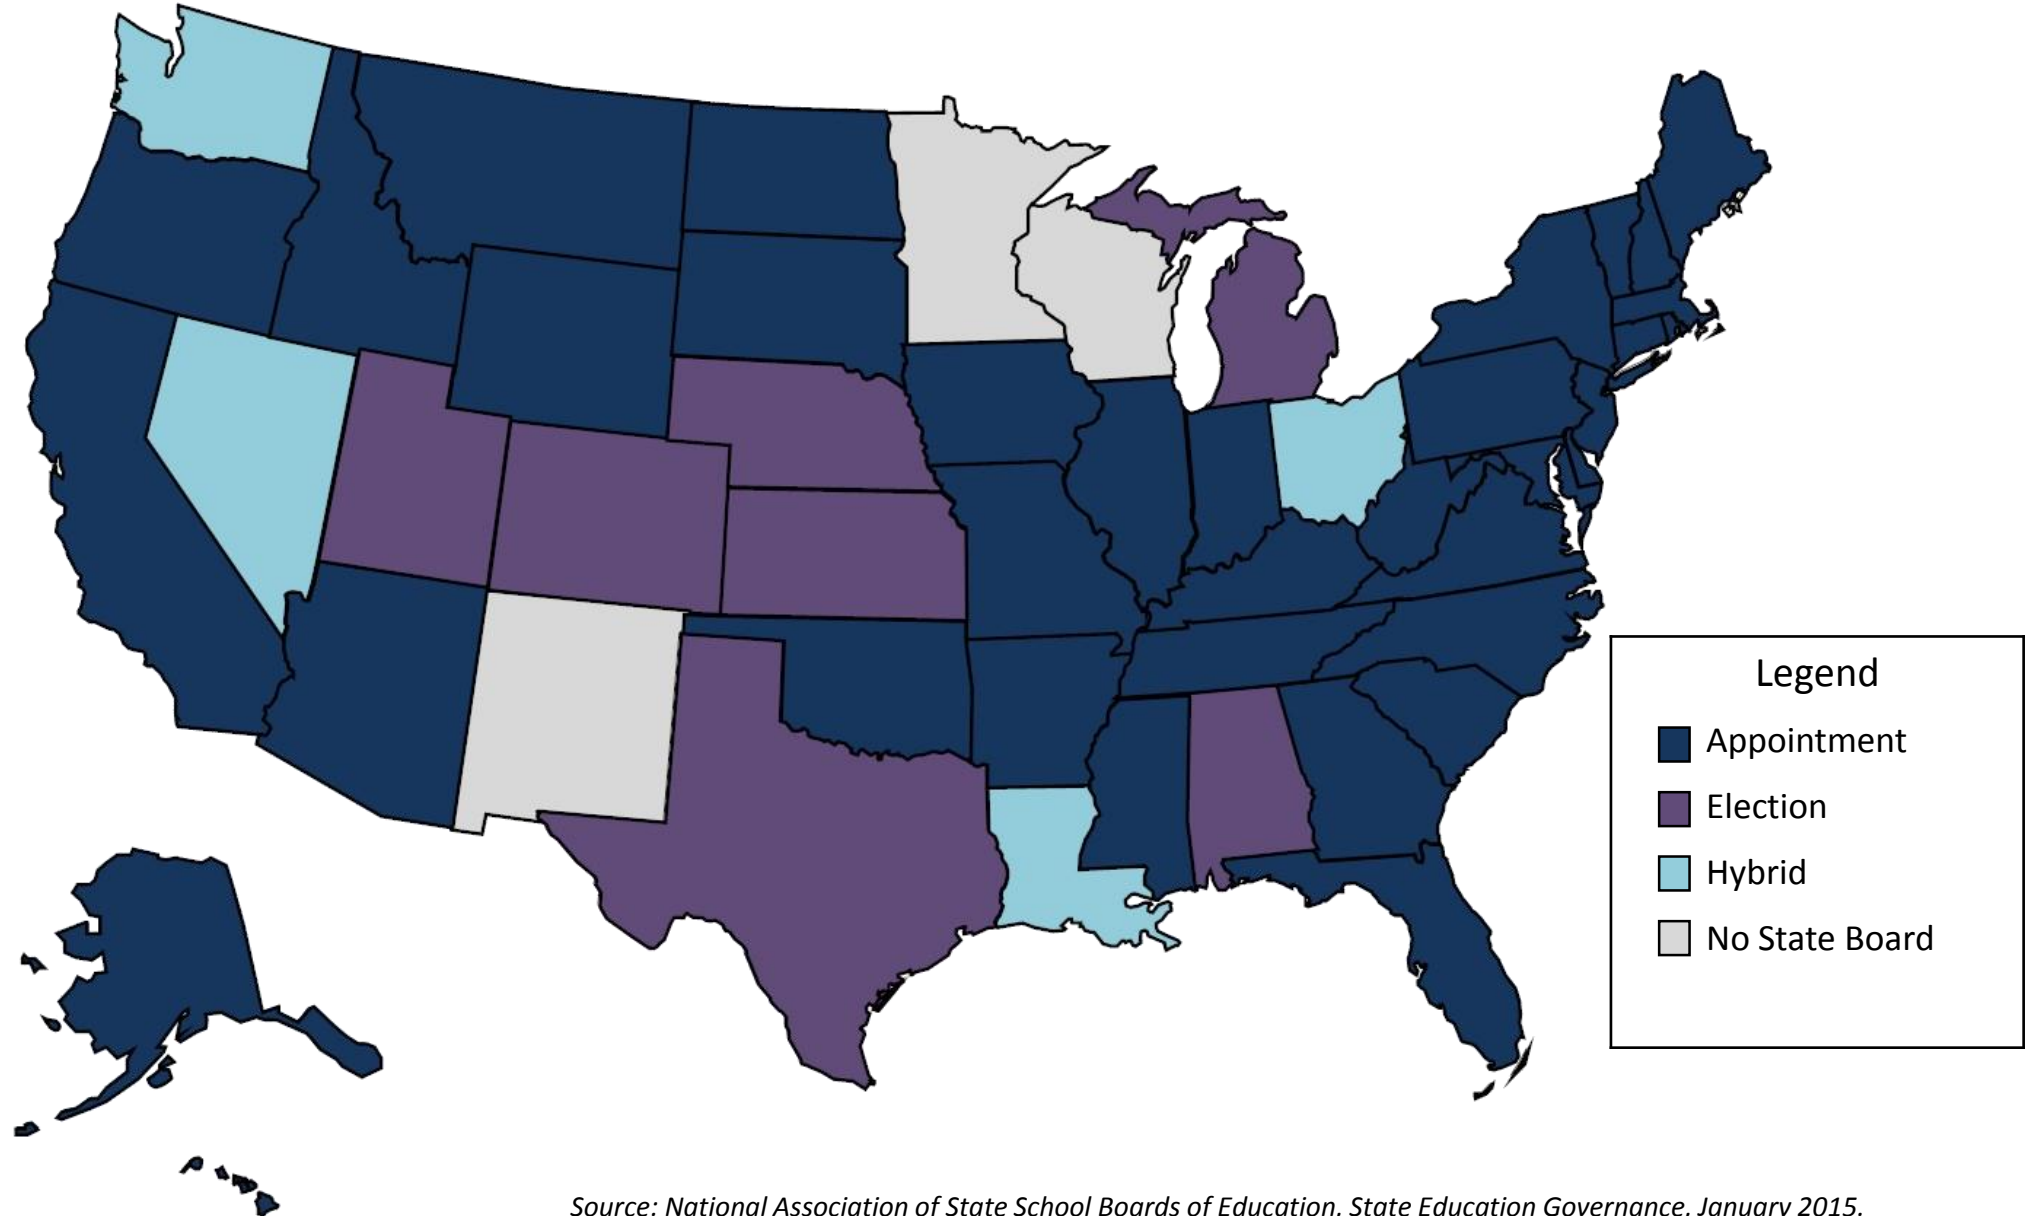 Legend
Appointment
Election
Hybrid
No State Board
Source: National Association of State School Boards of Education, State Education Governance, January 2015.